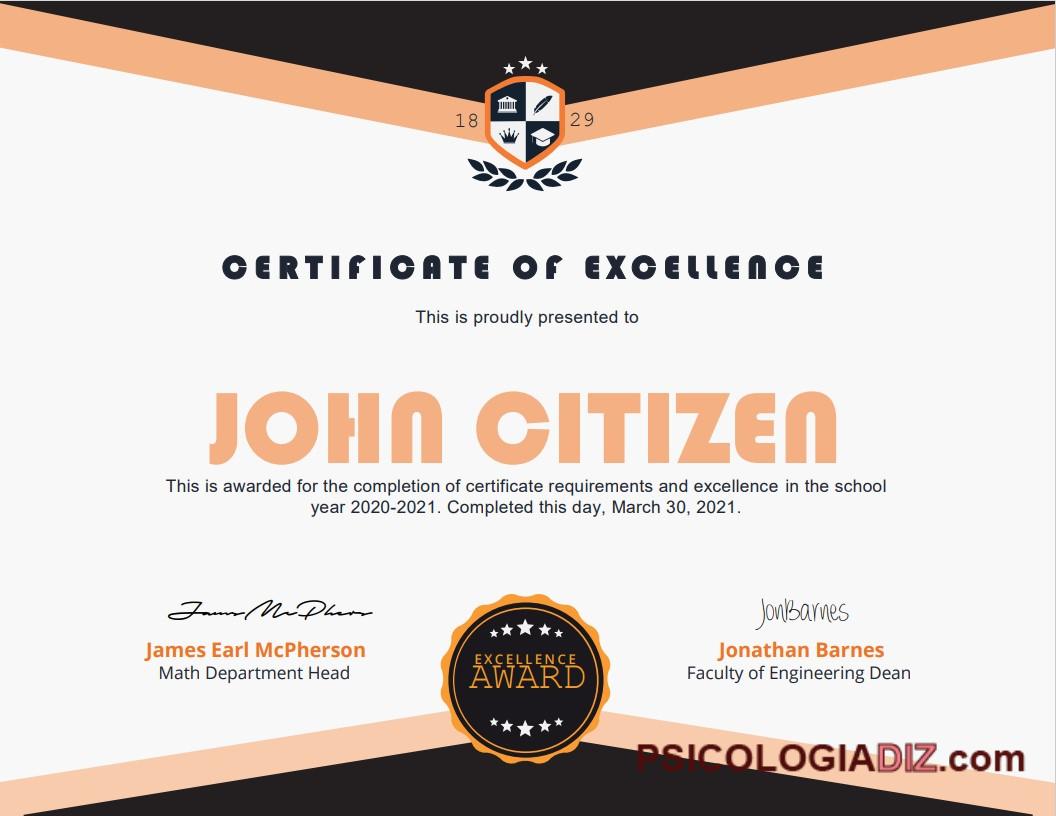 18 29
CERTIFICATE OF EXCELLENCE
This is proudly presented to
JOHN CITIZEN
This is awarded for the completion of certificate requirements and excellence in the school
year 2020-2021. Completed this day, March 30, 2021.
James McPhers
James Earl McPherson
Math Department Head
EXCELLENCE
AWARD
JonBarnes
Jonathan Barnes
Faculty of Engineering Dean
PSICOLOGIADIZ.com